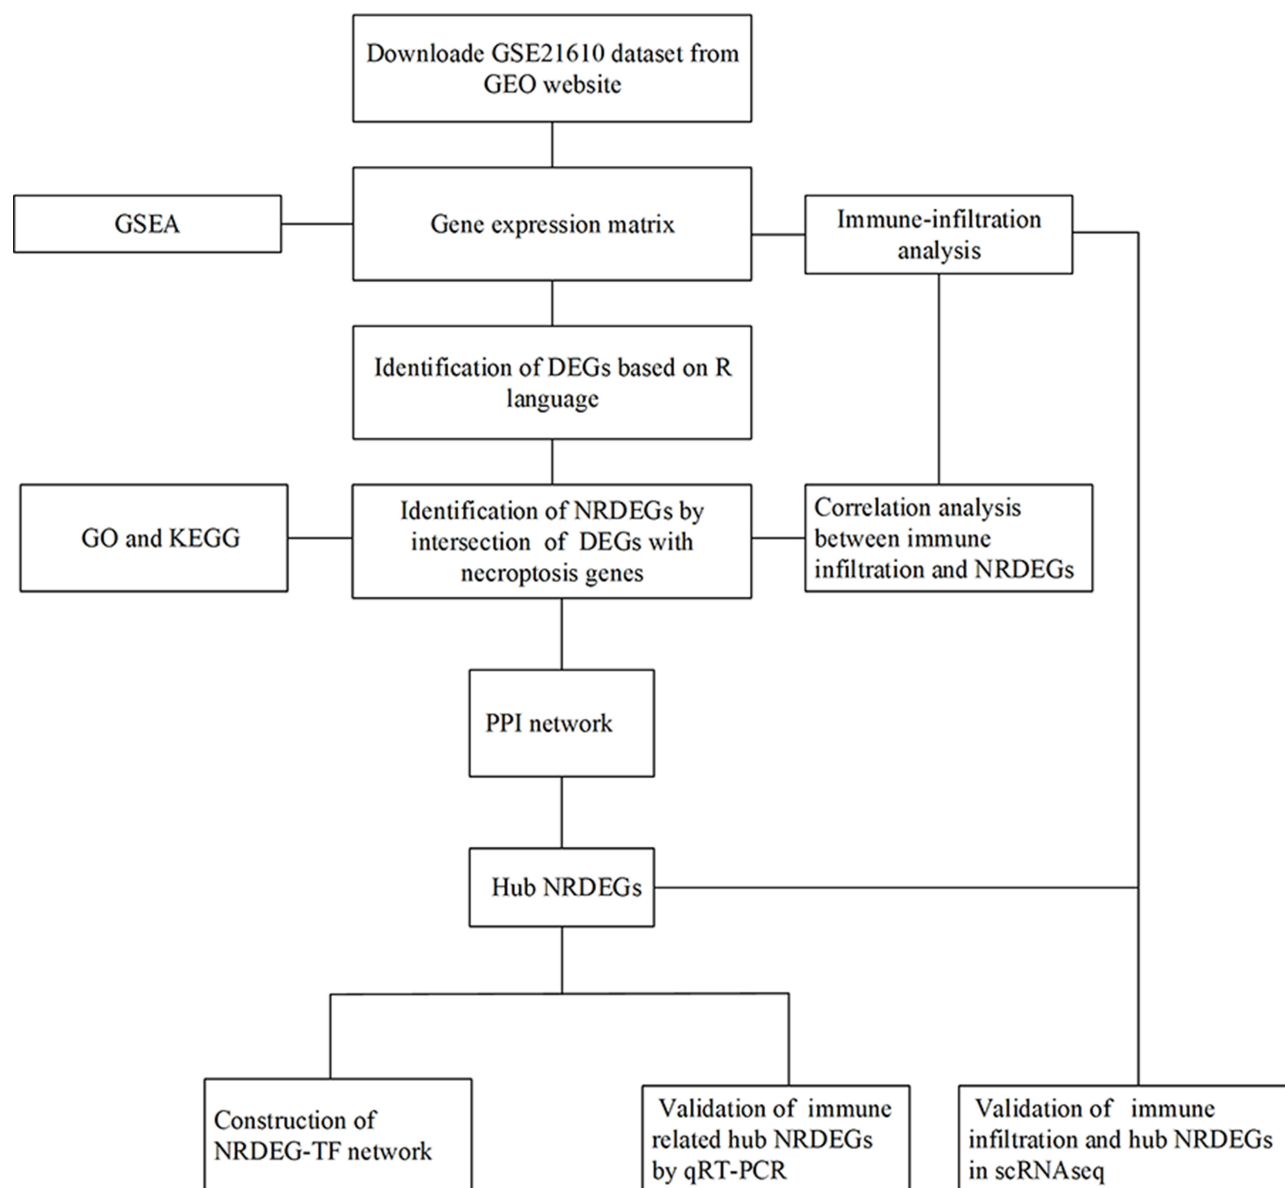 Downloade GSE21610 dataset from
GEO website
GSEA
Gene expression matrix
Immune-infiltration
analysis
Identification of DEGs based on R
language
GO and KEGG
Identification of NRDEGs by
intersection of DEGs with
necroptosis genes
Correlation analysis
between immune
infiltration and NRDEGs
PPI network
Hub NRDEGs
Construction of
NRDEG-TF network
Validation of immune
related hub NRDEGs
by qRT-PCR
Validation of immune
infiltration and hub NRDEGs
in scRNAseq